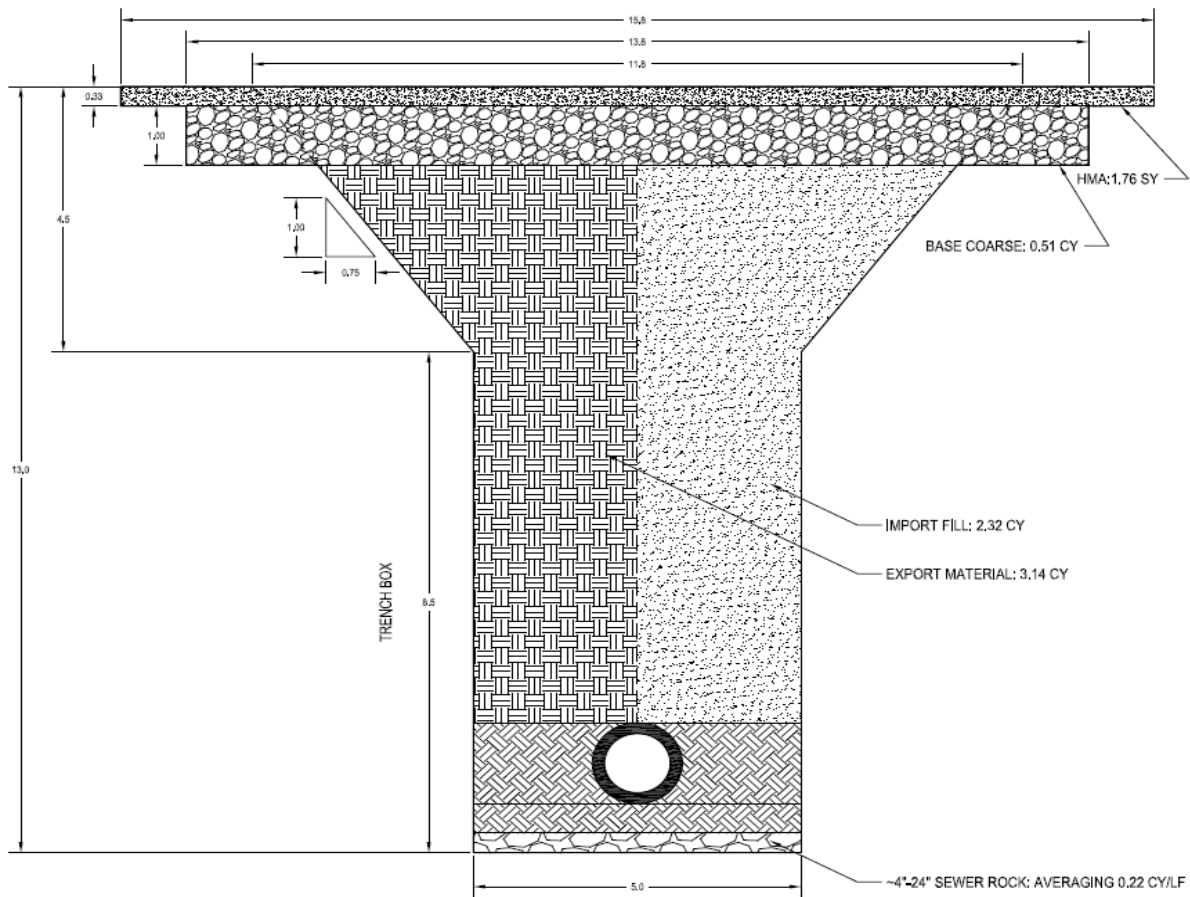 15.8
13.8
11.8
0.33
1.00
4.5
HMA:1.76 SY
BASE COARSE: 0.51 CY
1.00
0.75
13.0
IMPORT FILL: 2.32 CY
EXPORT MATERIAL: 3.14 CY
TRENCH BOX
8.5
~4"-24" SEWER ROCK: AVERAGING 0.22 CY/LF
5.0